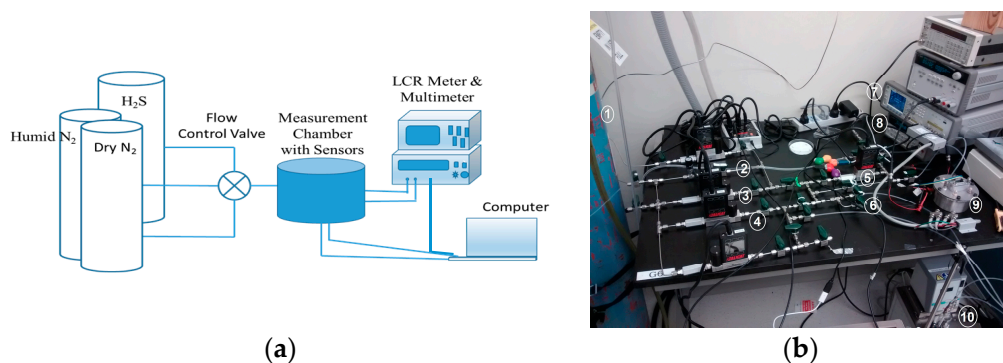 H₂S
Humid N₂
Dry N₂
Flow
Control Valve
Measurement
Chamber
with Sensors
LCR Meter &
Multimeter
Computer
(a)
1
2
3
4
5
6
7
8
9
10
G6
(b)